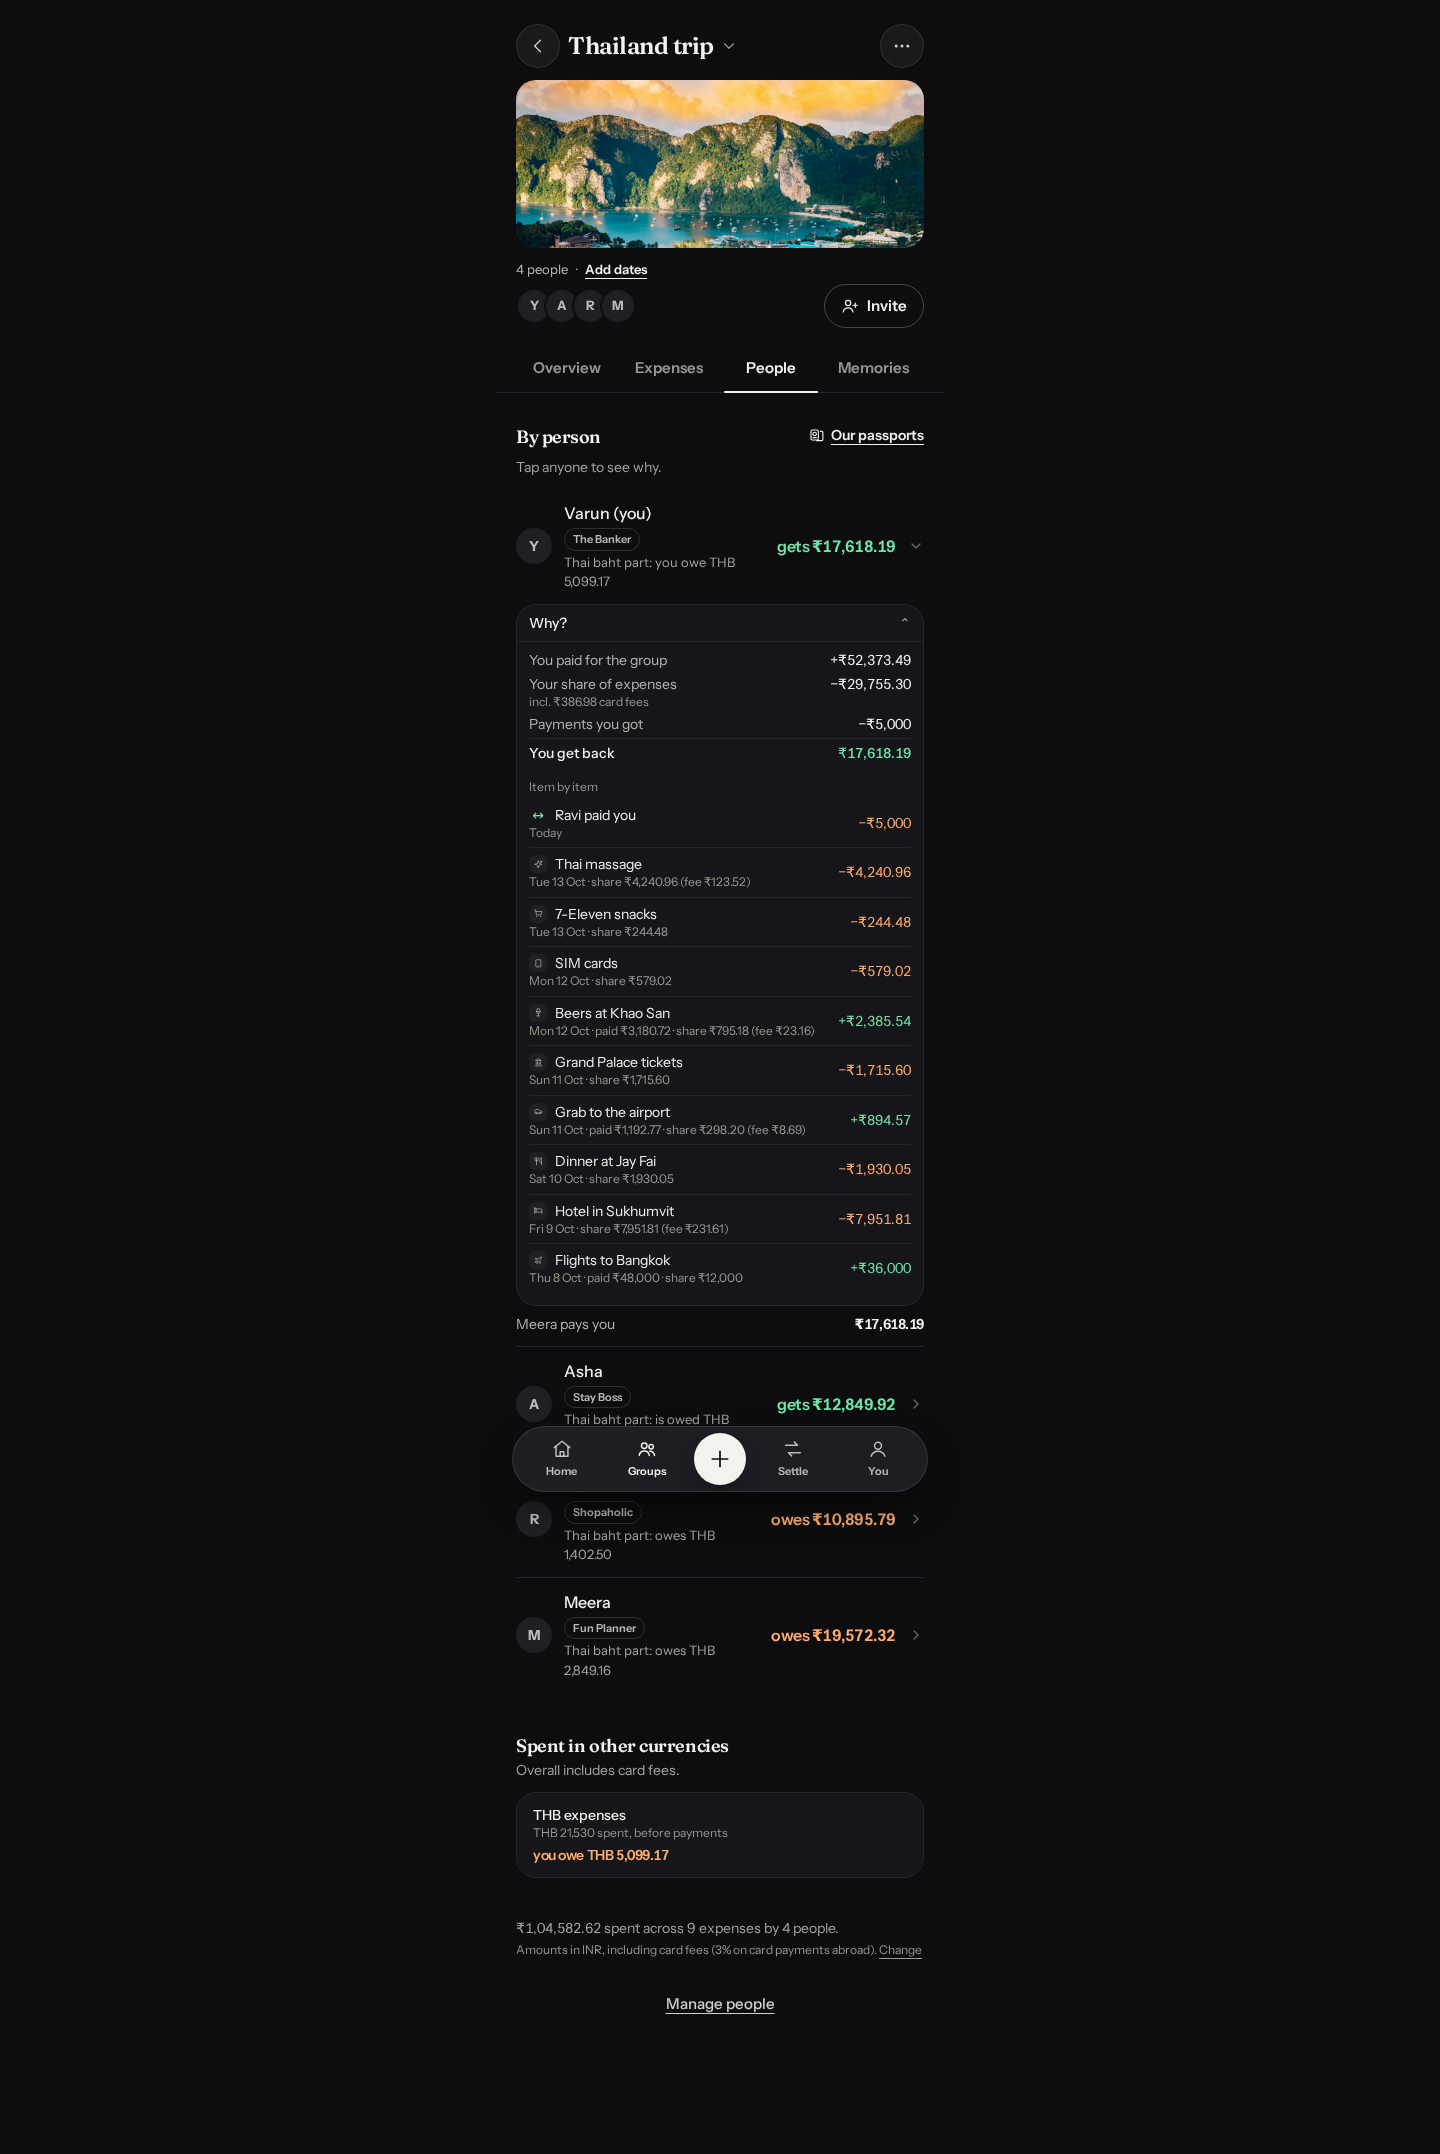 Thailand trip
4 people · Add dates
Y A R M
Invite
Overview Expenses People Memories
By person
Our passports
Tap anyone to see why.
Varun (you)
Y
The Banker
gets ₹17,618.19
Thai baht part: you owe THB
5,099.17
Why?
You paid for the group +₹52,373.49
Your share of expenses −₹29,755.30
incl. ₹386.98 card fees
Payments you got −₹5,000
You get back ₹17,618.19
Item by item
Ravi paid you −₹5,000
Today
Thai massage −₹4,240.96
Tue 13 Oct · share ₹4,240.96 (fee ₹123.52)
7-Eleven snacks −₹244.48
Tue 13 Oct · share ₹244.48
SIM cards −₹579.02
Mon 12 Oct · share ₹579.02
Beers at Khao San +₹2,385.54
Mon 12 Oct · paid ₹3,180.72 · share ₹795.18 (fee ₹23.16)
Grand Palace tickets −₹1,715.60
Sun 11 Oct · share ₹1,715.60
Grab to the airport +₹894.57
Sun 11 Oct · paid ₹1,192.77 · share ₹298.20 (fee ₹8.69)
Dinner at Jay Fai −₹1,930.05
Sat 10 Oct · share ₹1,930.05
Hotel in Sukhumvit −₹7,951.81
Fri 9 Oct · share ₹7,951.81 (fee ₹231.61)
Flights to Bangkok +₹36,000
Thu 8 Oct · paid ₹48,000 · share ₹12,000
Meera pays you ₹17,618.19
Asha
A
Stay Boss
gets ₹12,849.92
Thai baht part: is owed THB
Home Groups Settle You
R
Shopaholic
owes ₹10,895.79
Thai baht part: owes THB
1,402.50
Meera
M
Fun Planner
owes ₹19,572.32
Thai baht part: owes THB
2,849.16
Spent in other currencies
Overall includes card fees.
THB expenses
THB 21,530 spent, before payments
you owe THB 5,099.17
₹1,04,582.62 spent across 9 expenses by 4 people.
Amounts in INR, including card fees (3% on card payments abroad). Change
Manage people